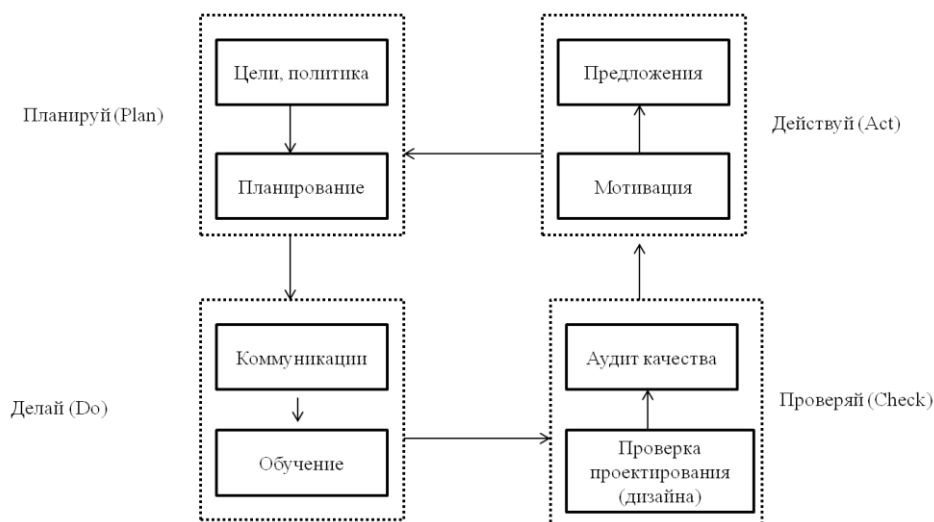 Планируй (Plan)
Цели, политика
Планирование
Делай (Do)
Коммуникации
Обучение
Предложения
Мотивация
Действуй (Act)
Аудит качества
Проверка
проектирования
(дизайна)
Проверяй (Check)